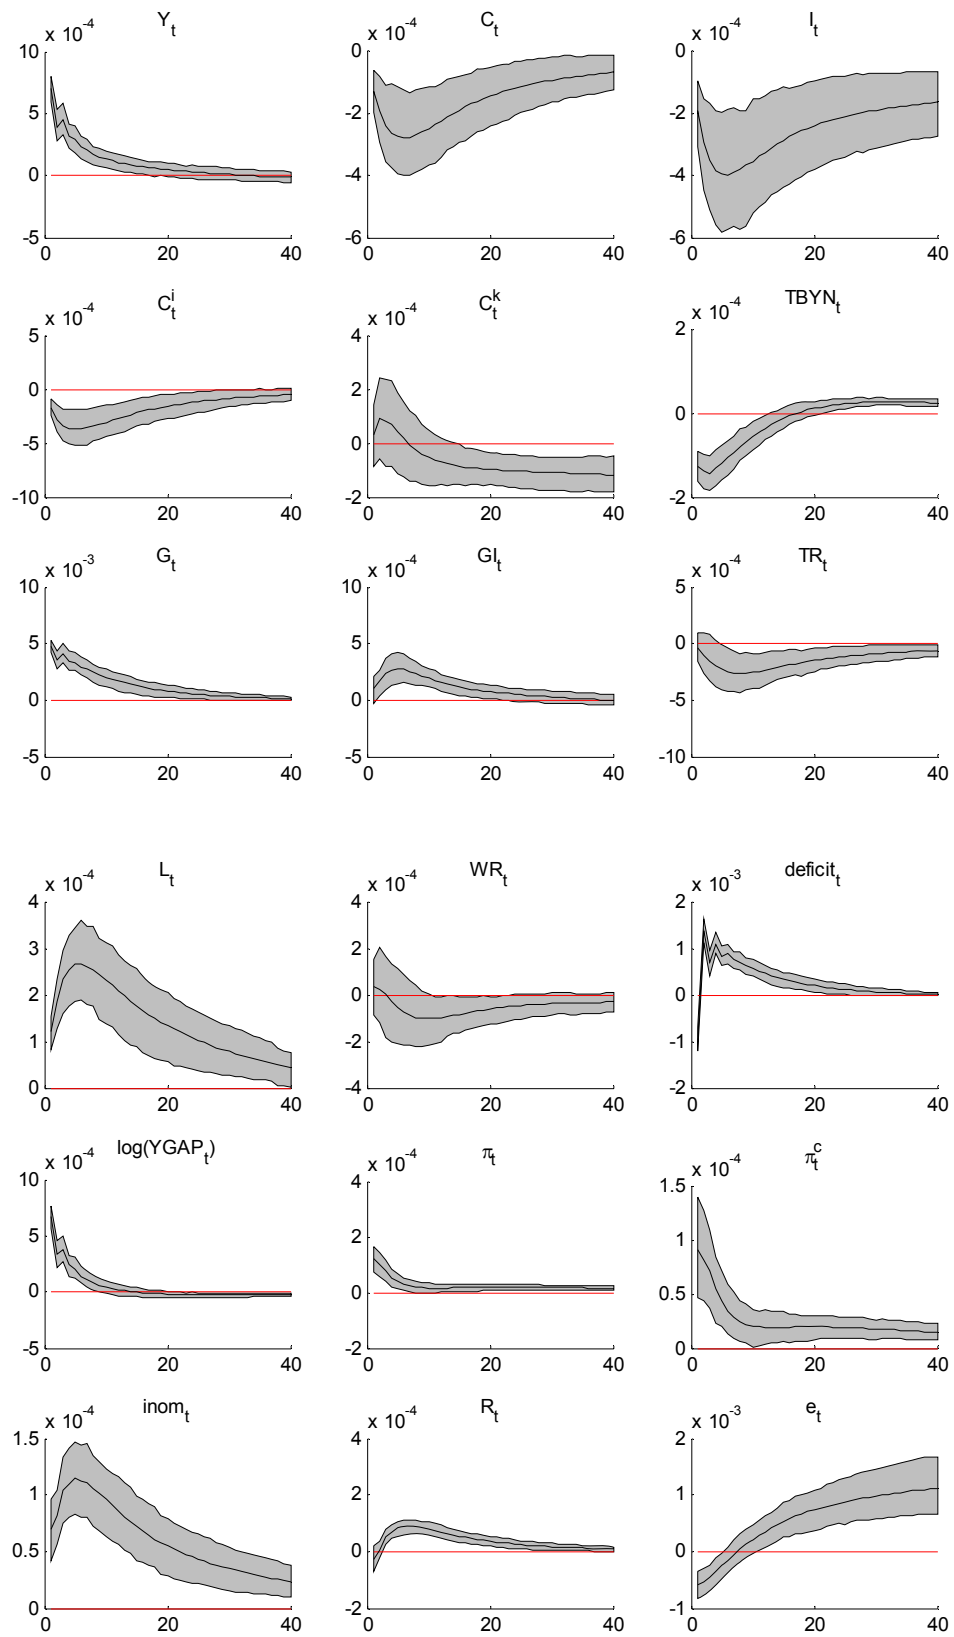 Y_t
x 10^-4
10
5
0
-5
0 20 40
C_t
x 10^-4
0
-2
-4
-6
0 20 40
I_t
x 10^-4
0
-2
-4
-6
0 20 40
C_t^i
x 10^-4
5
0
-5
-10
0 20 40
C_t^k
x 10^-4
4
2
0
-2
0 20 40
TBYN_t
x 10^-4
2
0
-2
0 20 40
G_t
x 10^-3
10
5
0
-5
0 20 40
GI_t
x 10^-4
10
5
0
-5
0 20 40
TR_t
x 10^-4
5
0
-5
-10
0 20 40
L_t
x 10^-4
4
3
2
1
0
0 20 40
WR_t
x 10^-4
4
2
0
-2
-4
0 20 40
deficit_t
x 10^-3
2
1
0
-1
-2
0 20 40
log(YGAP_t)
x 10^-4
10
5
0
-5
0 20 40
π_t
x 10^-4
4
2
0
-2
0 20 40
π_t^c
x 10^-4
1.5
1
0.5
0
0 20 40
inom_t
x 10^-4
1.5
1
0.5
0
0 20 40
R_t
x 10^-4
4
2
0
-2
0 20 40
e_t
x 10^-3
2
1
0
-1
0 20 40